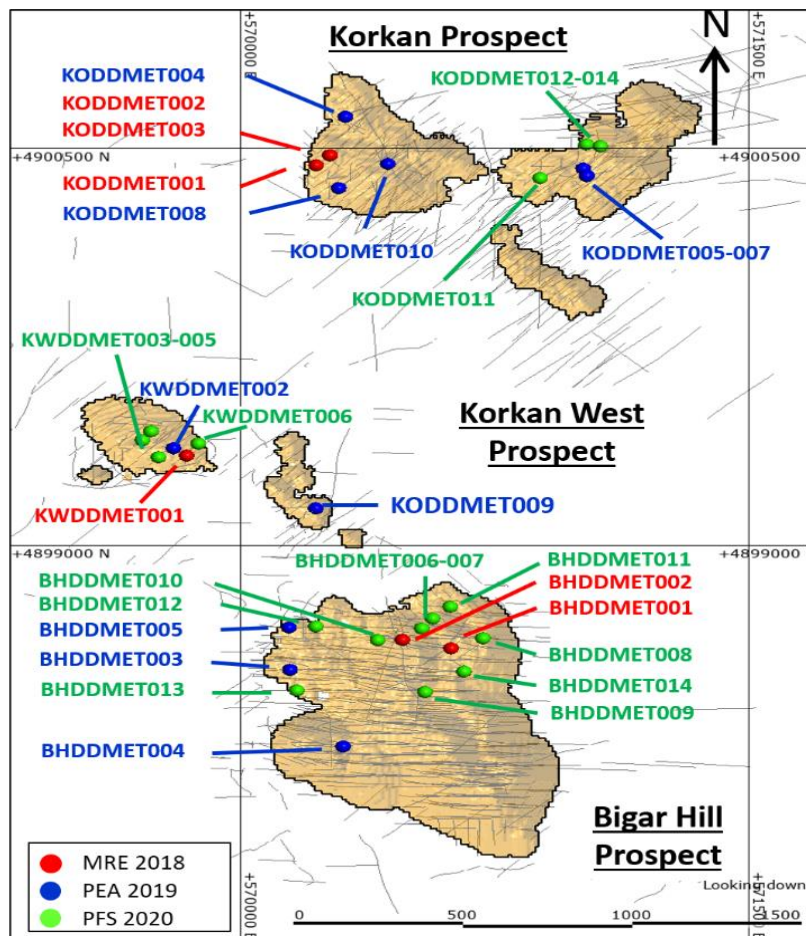 +570000 E
Korkan Prospect
N
+571500 E
KODDMET004
KODDMET012-014
KODDMET002
KODDMET003
+4900500 N
+4900500 N
KODDMET001
KODDMET008
KODDMET010
KODDMET005-007
KODDMET011
KWDDMET003-005
KWDDMET002
KWDDMET006
Korkan West
Prospect
KWDDMET001
KODDMET009
+4899000 N
+4899000 N
BHDDMET006-007
BHDDMET011
BHDDMET010
BHDDMET002
BHDDMET012
BHDDMET001
BHDDMET005
BHDDMET003
BHDDMET008
BHDDMET013
BHDDMET014
BHDDMET009
BHDDMET004
Bigar Hill
Prospect
MRE 2018
PEA 2019
PFS 2020
Looking down
+570000 E
+571500
0 500 1000 1500